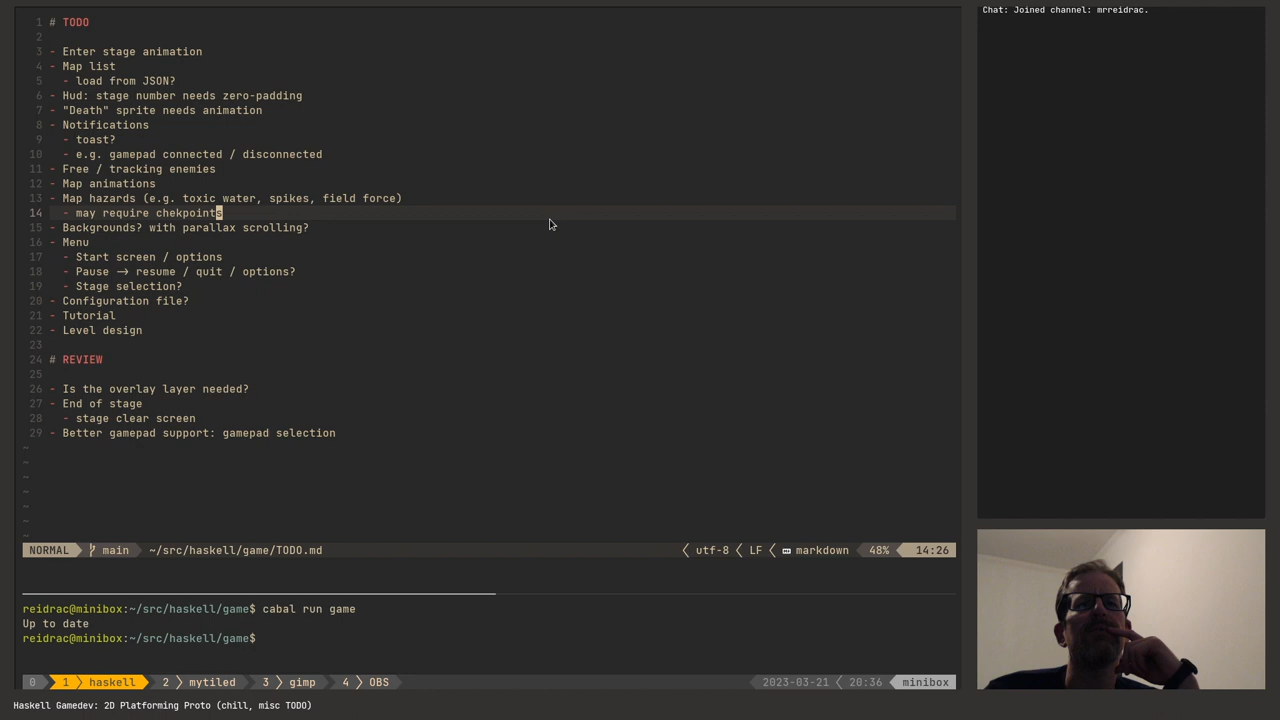 Chat: Joined channel: mrreidrac.
1 # TODO
2
3 - Enter stage animation
4 - Map list
5   - load from JSON?
6 - Hud: stage number needs zero-padding
7 - "Death" sprite needs animation
8 - Notifications
9   - toast?
10   - e.g. gamepad connected / disconnected
11 - Free / tracking enemies
12 - Map animations
13 - Map hazards (e.g. toxic water, spikes, field force)
14   - may require chekpoints
15 - Backgrounds? with parallax scrolling?
16 - Menu
17   - Start screen / options
18   - Pause → resume / quit / options?
19   - Stage selection?
20 - Configuration file?
21 - Tutorial
22 - Level design
23
24 # REVIEW
25
26 - Is the overlay layer needed?
27 - End of stage
28   - stage clear screen
29 - Better gamepad support: gamepad selection
~
~
~
~
~
~
~
NORMAL main ~/src/haskell/game/TODO.md utf-8 LF markdown 48% 14:26
reidrac@minibox:~/src/haskell/game$ cabal run game
Up to date
reidrac@minibox:~/src/haskell/game$
0 1 haskell 2 mytiled 3 gimp 4 OBS 2023-03-21 20:36 minibox
Haskell Gamedev: 2D Platforming Proto (chill, misc TODO)